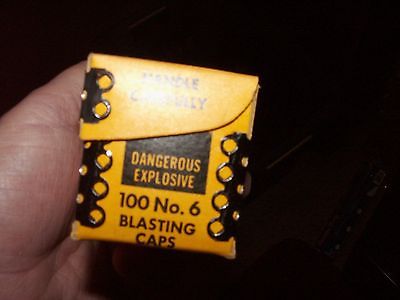 HANDLE
CAREFULLY
DANGEROUS
EXPLOSIVE
100 No. 6
BLASTING
CAPS